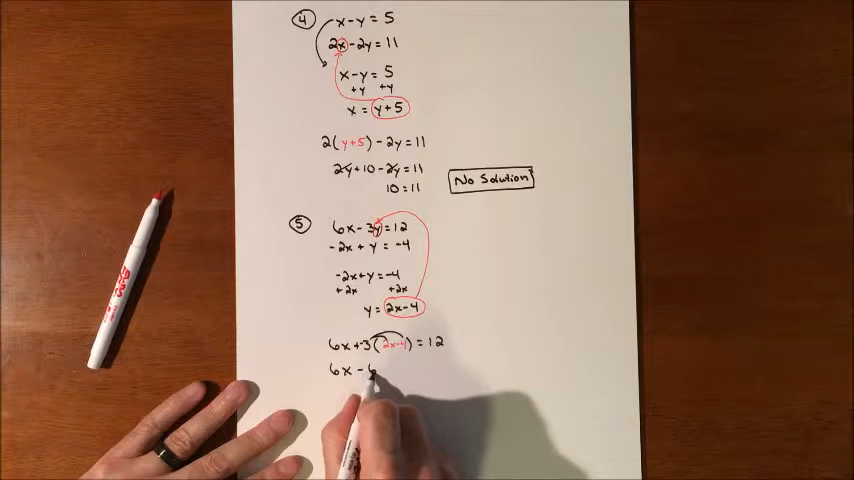 4 x-y=5
2x-2y=11
x-y=5
+y +y
x = y+5
2(y+5)-2y=11
2y+10-2y=11
10=11
No Solution
5 6x-3y=12
-2x+y=-4
-2x+y=-4
+2x +2x
y= 2x-4
6x+-3(2x-4)=12
6x-6